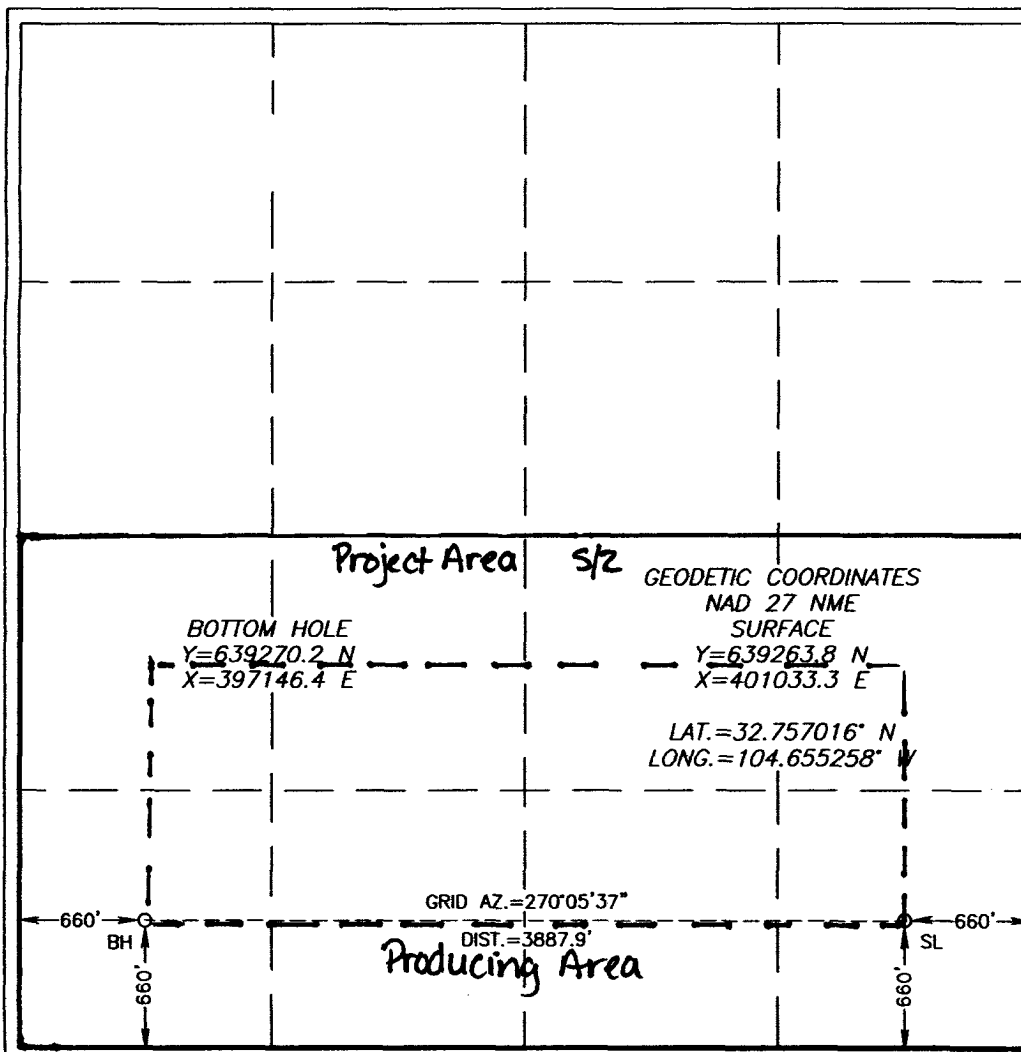 Project Area S/2
GEODETIC COORDINATES
NAD 27 NME
BOTTOM HOLE
Y=639270.2 N
X=397146.4 E
SURFACE
Y=639263.8 N
X=401033.3 E
LAT.=32.757016° N
LONG.=104.655258° W
GRID AZ.=270°05'37"
660'
BH
DIST.=3887.9'
SL
660'
Producing Area
660'
660'